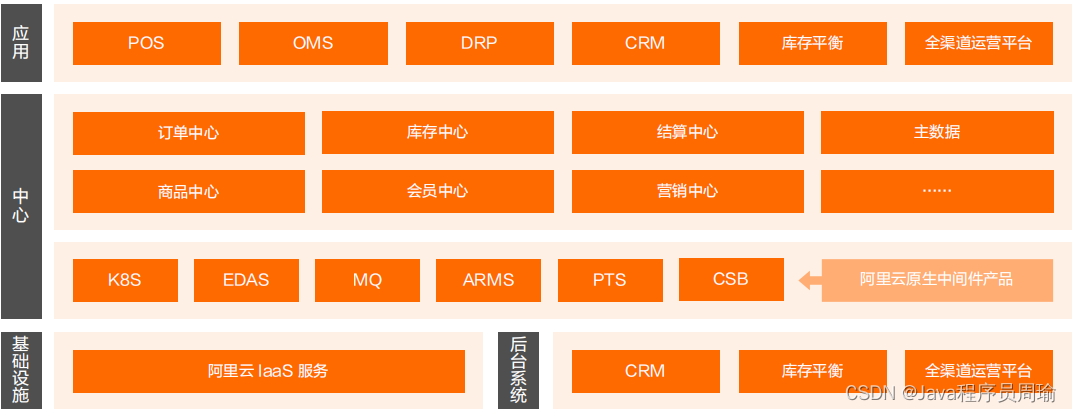 应用
POS
OMS
DRP
CRM
库存平衡
全渠道运营平台
中心
订单中心
库存中心
结算中心
主数据
商品中心
会员中心
营销中心
……
K8S
EDAS
MQ
ARMS
PTS
CSB
阿里云原生中间件产品
基础设施
阿里云 IaaS 服务
后台系统
CRM
库存平衡
全渠道运营平台
CSDN @Java程序员周瑜